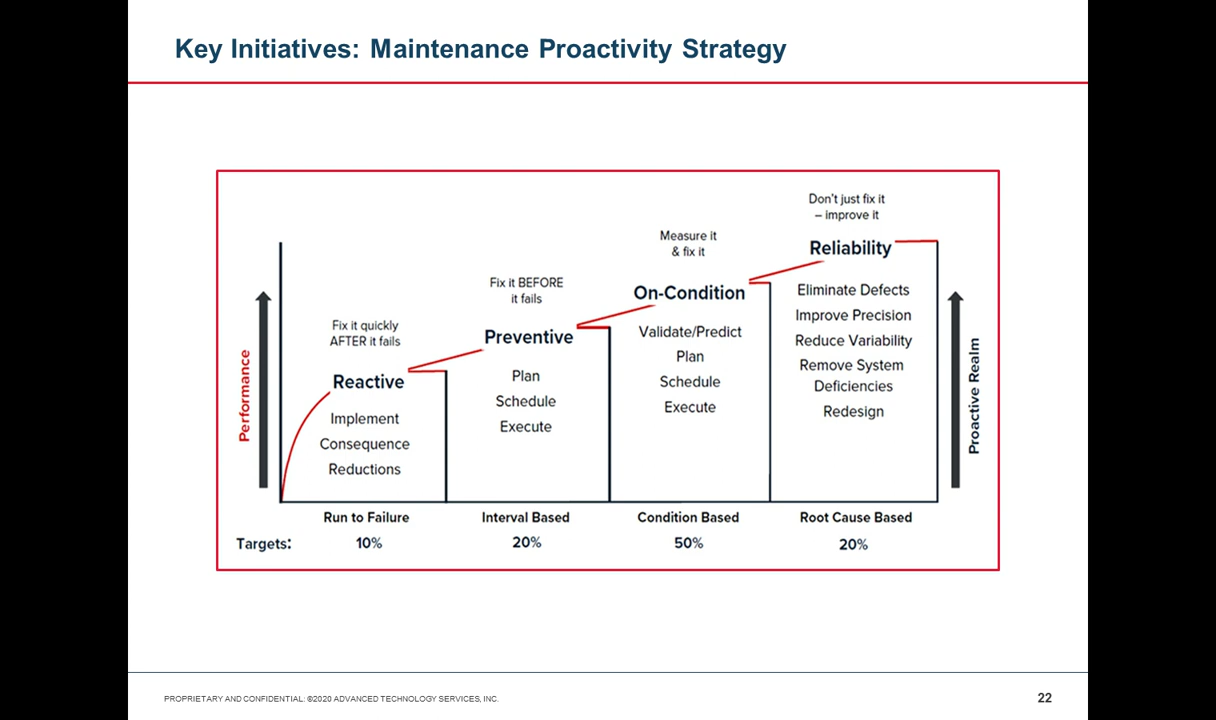 Key Initiatives: Maintenance Proactivity Strategy
Don't just fix it
– improve it
Reliability
Eliminate Defects
Improve Precision
Reduce Variability
Remove System
Deficiencies
Redesign
Measure it
& fix it
On-Condition
Validate/Predict
Plan
Schedule
Execute
Fix it BEFORE
it fails
Preventive
Plan
Schedule
Execute
Fix it quickly
AFTER it fails
Reactive
Implement
Consequence
Reductions
Performance
Proactive Realm
Run to Failure
Interval Based
Condition Based
Root Cause Based
Targets:
10%
20%
50%
20%
PROPRIETARY AND CONFIDENTIAL: ©2020 ADVANCED TECHNOLOGY SERVICES, INC.
22